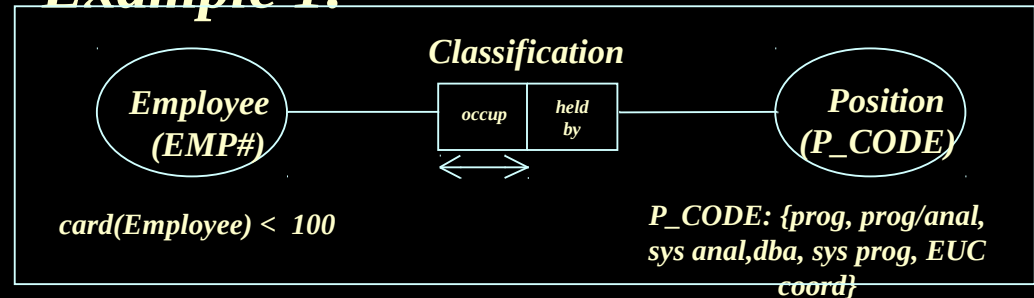 Example 1:
Classification
Employee
(EMP#)
occup
held
by
Position
(P_CODE)
card(Employee) < 100
P_CODE: {prog, prog/anal,
sys anal,dba, sys prog, EUC
coord}